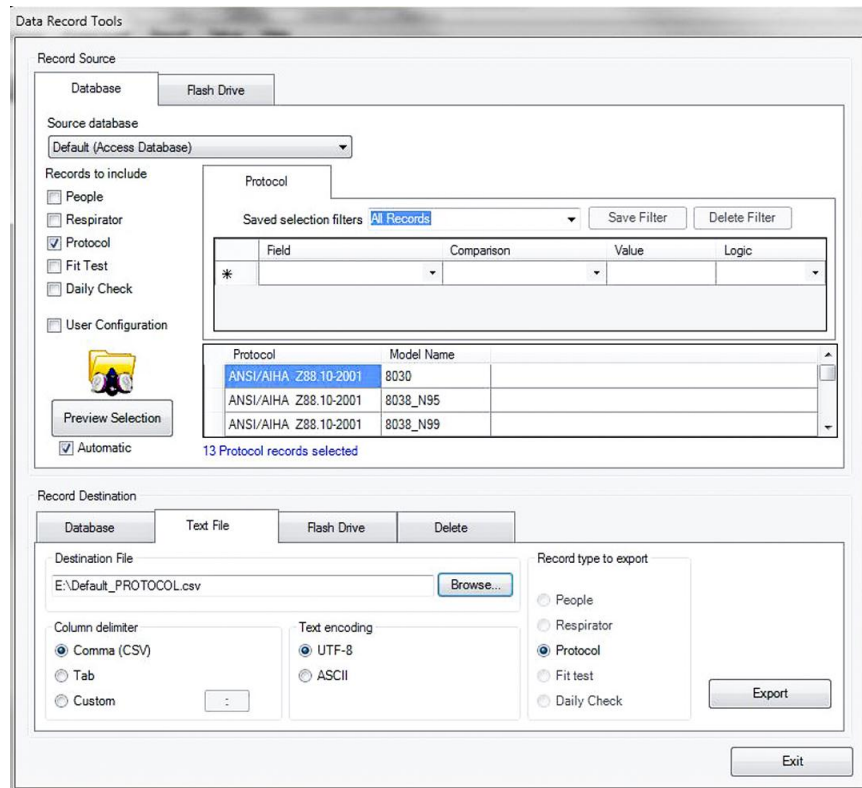 Data Record Tools
Record Source
Database Flash Drive
Source database
Default (Access Database)
Records to include
People
Respirator
Protocol
Fit Test
Daily Check
User Configuration
Preview Selection
Automatic
Protocol
Saved selection filters All Records Save Filter Delete Filter
Field Comparison Value Logic
*
Protocol Model Name
ANSI/AIHA Z88.10-2001 8030
ANSI/AIHA Z88.10-2001 8038_N95
ANSI/AIHA Z88.10-2001 8038_N99
13 Protocol records selected
Record Destination
Database Text File Flash Drive Delete
Destination File
E:\Default_PROTOCOL.csv Browse...
Column delimiter
Comma (CSV)
Tab
Custom :
Text encoding
UTF-8
ASCII
Record type to export
People
Respirator
Protocol
Fit test
Daily Check
Export
Exit